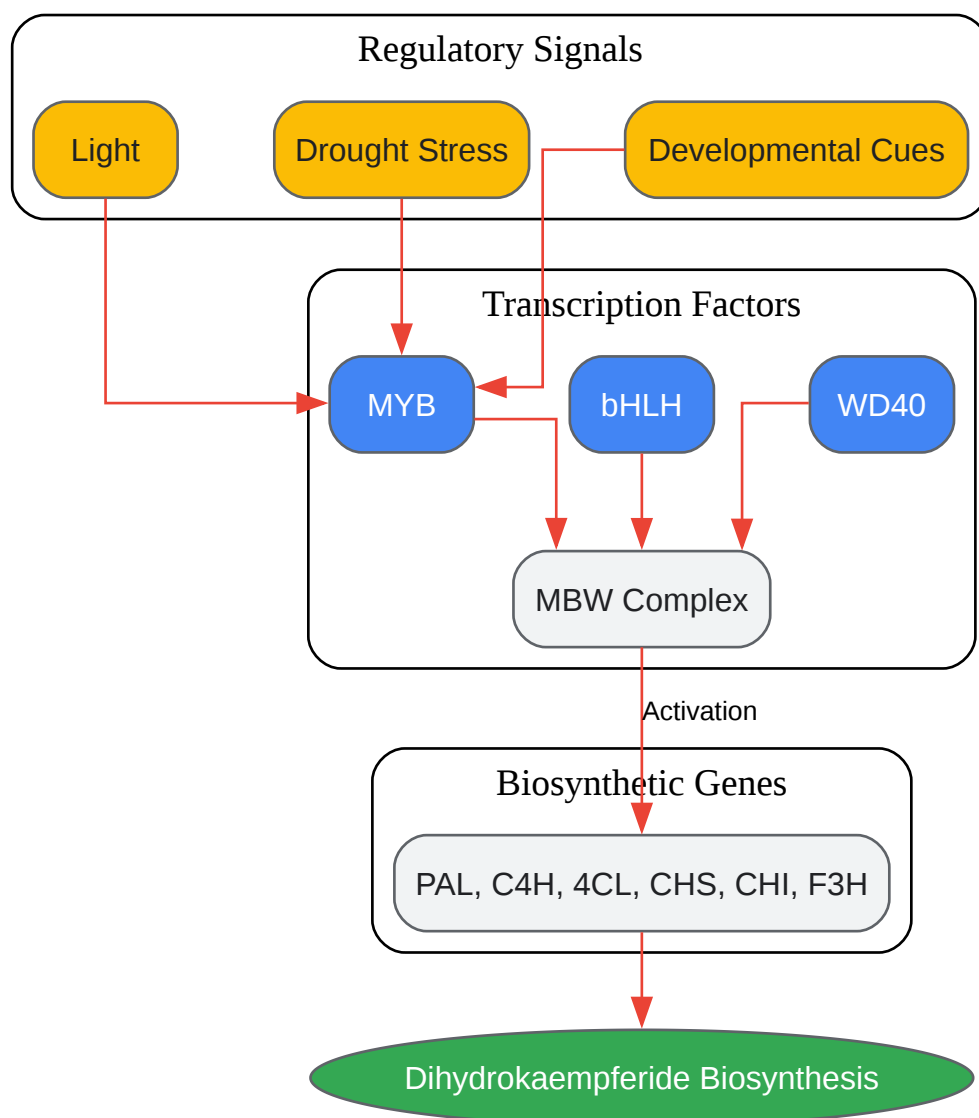 Regulatory Signals
Light
Drought Stress
Developmental Cues
Transcription Factors
MYB
bHLH
WD40
MBW Complex
Activation
Biosynthetic Genes
PAL, C4H, 4CL, CHS, CHI, F3H
Dihydrokaempferide Biosynthesis